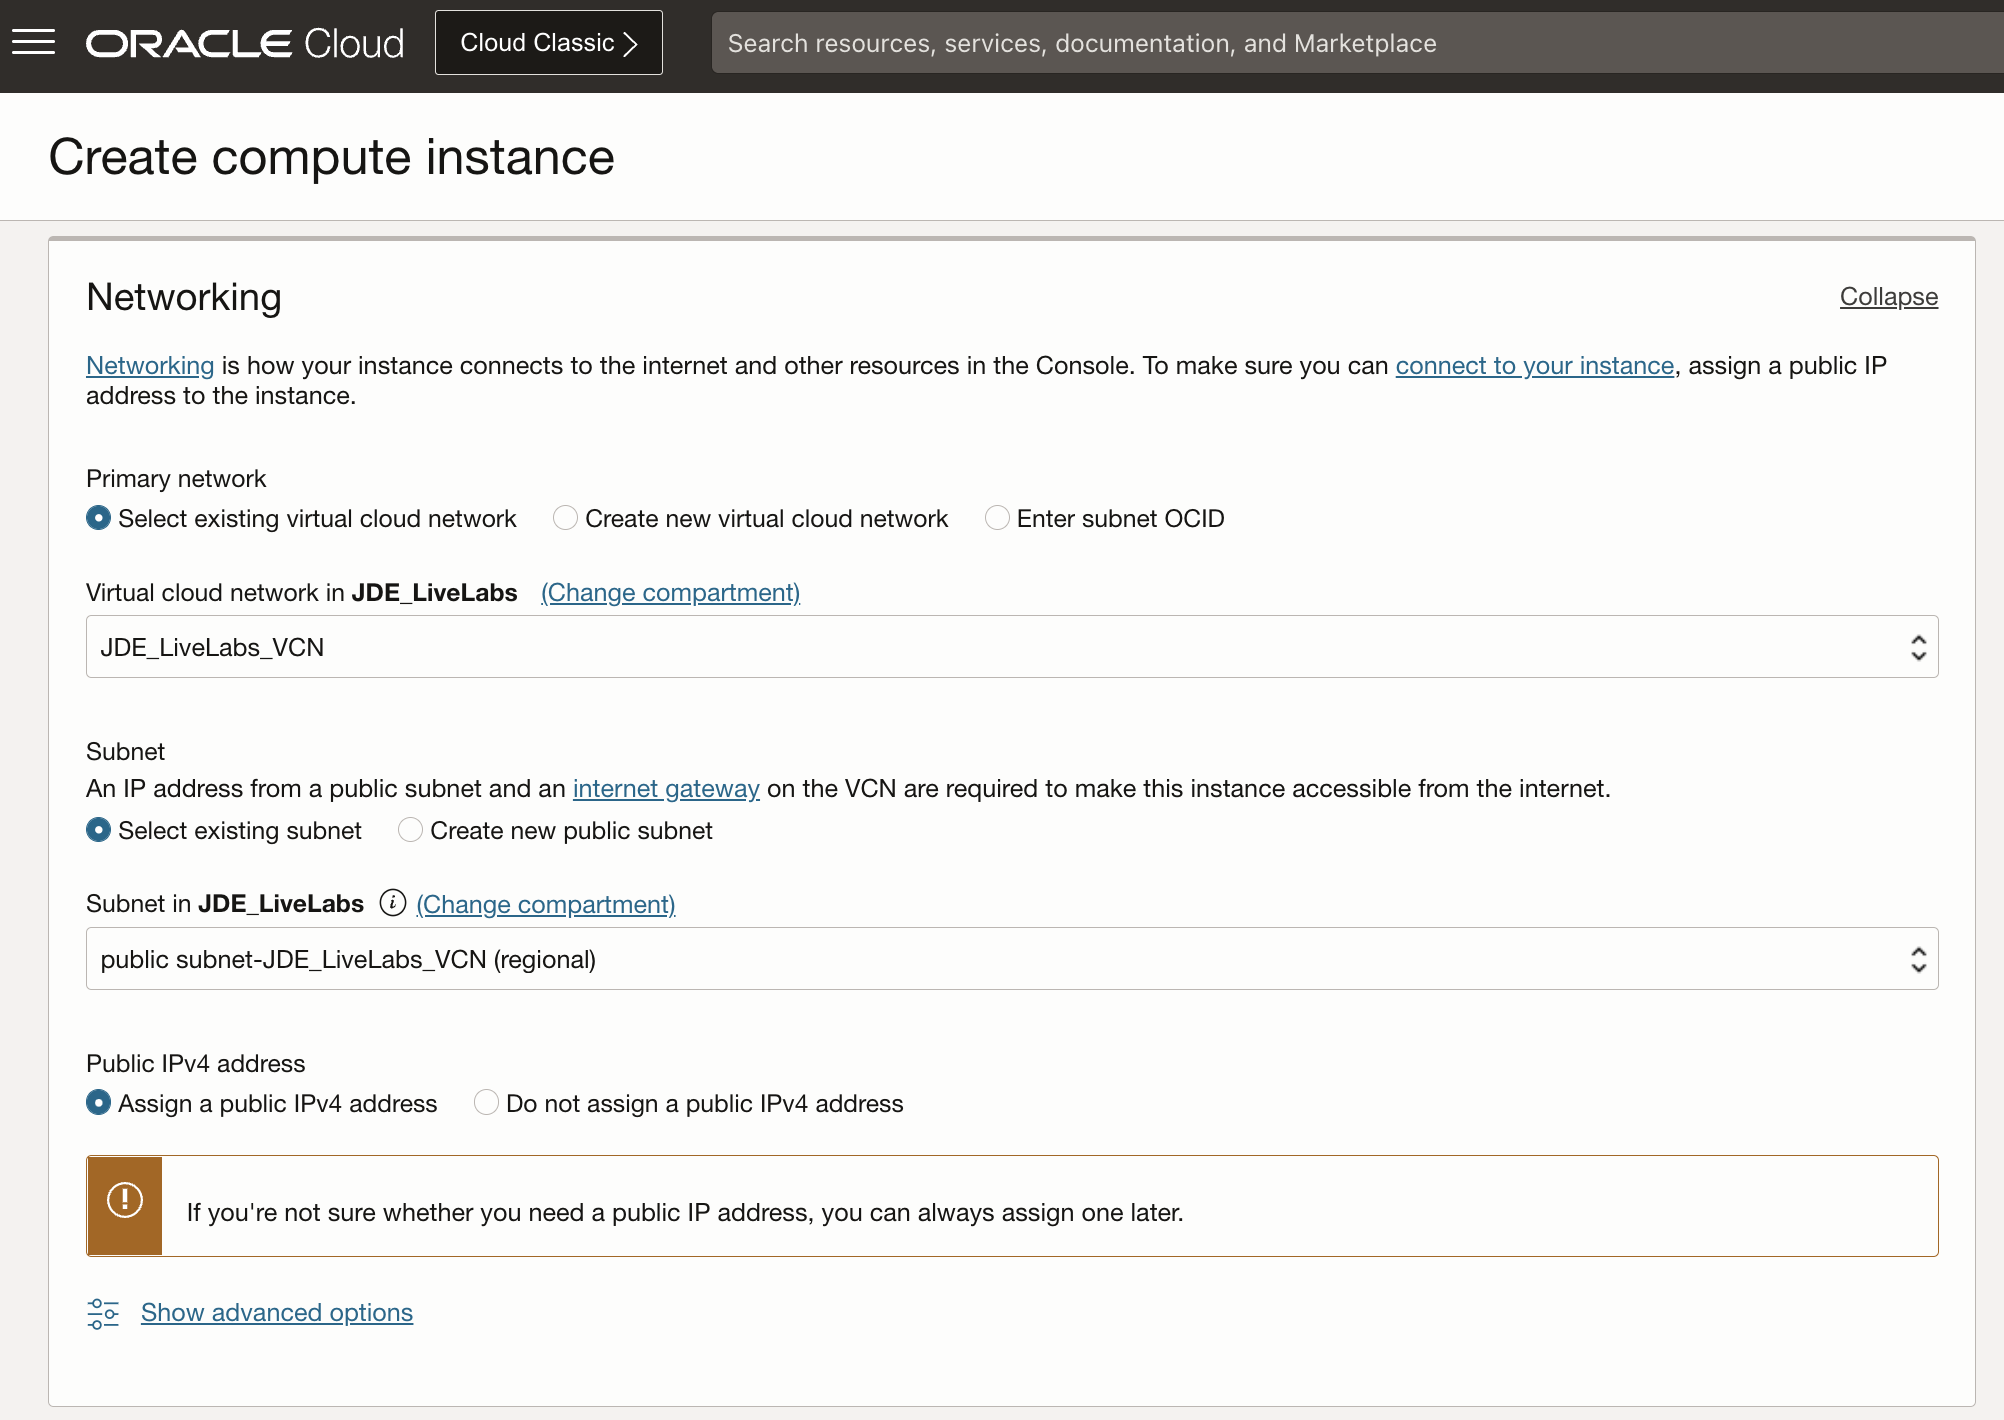 ORACLE Cloud
Cloud Classic
Search resources, services, documentation, and Marketplace
Create compute instance
Networking
Collapse
Networking is how your instance connects to the internet and other resources in the Console. To make sure you can connect to your instance, assign a public IP
address to the instance.
Primary network
Select existing virtual cloud network
Create new virtual cloud network
Enter subnet OCID
Virtual cloud network in JDE_LiveLabs (Change compartment)
JDE_LiveLabs_VCN
Subnet
An IP address from a public subnet and an internet gateway on the VCN are required to make this instance accessible from the internet.
Select existing subnet
Create new public subnet
Subnet in JDE_LiveLabs (Change compartment)
public subnet-JDE_LiveLabs_VCN (regional)
Public IPv4 address
Assign a public IPv4 address
Do not assign a public IPv4 address
If you're not sure whether you need a public IP address, you can always assign one later.
Show advanced options